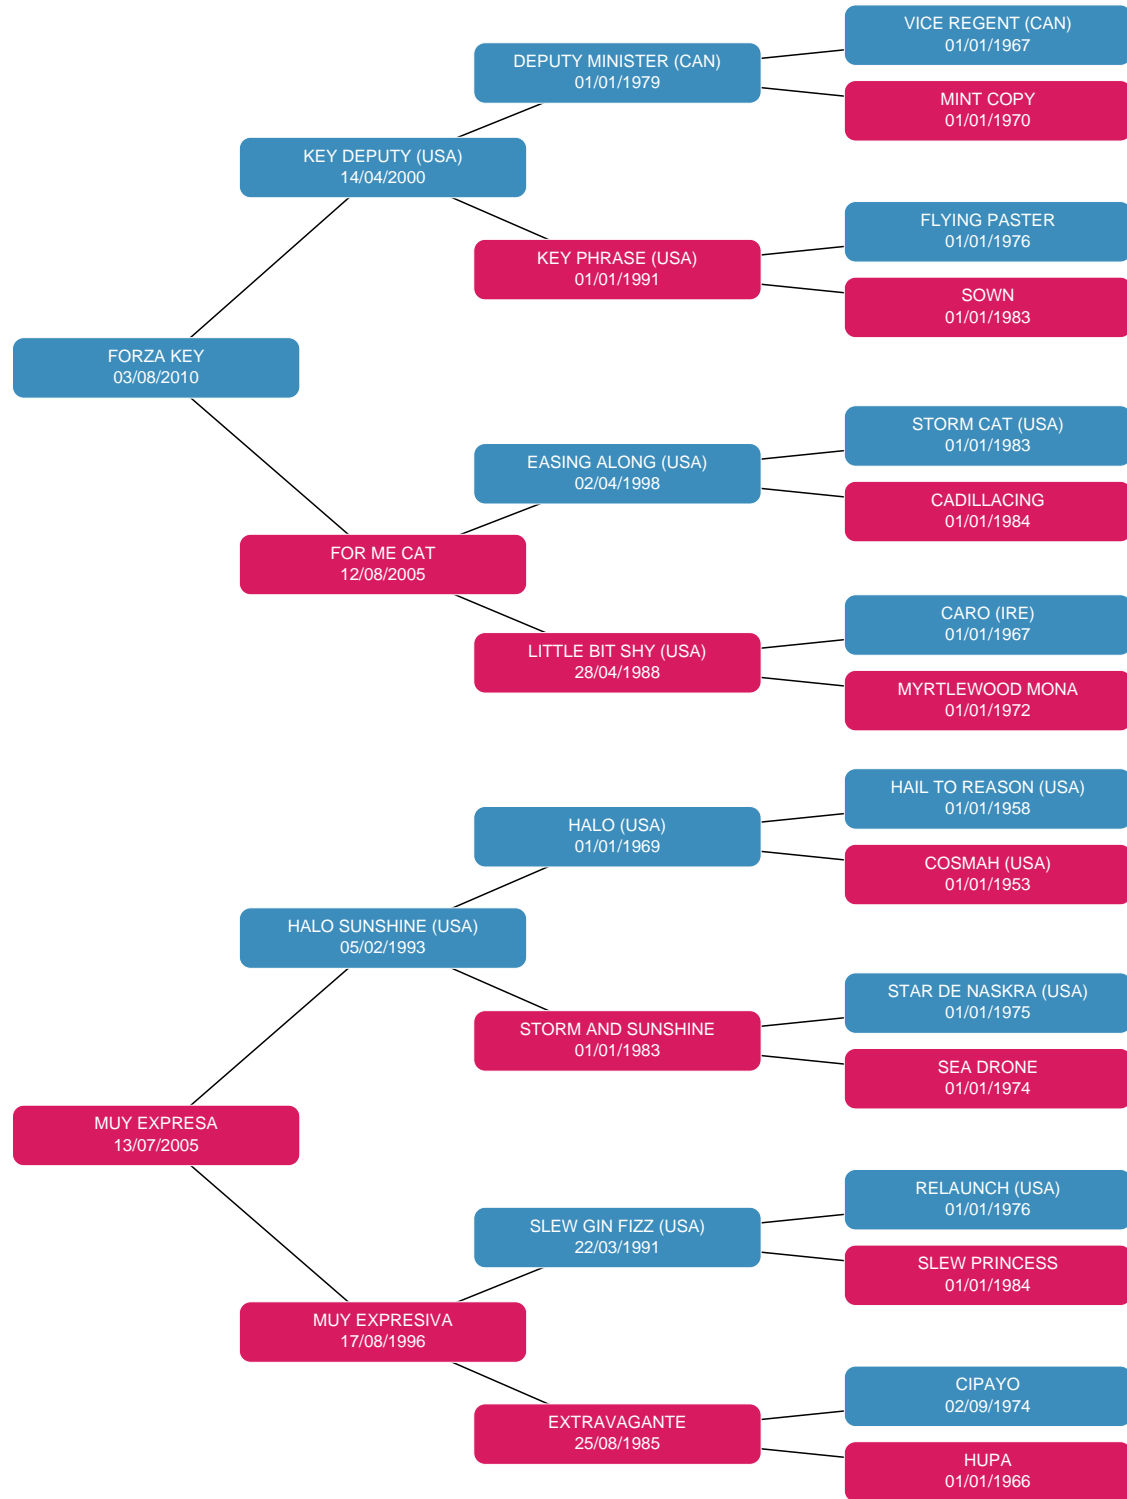 VICE REGENT (CAN)
01/01/1967
DEPUTY MINISTER (CAN)
01/01/1979
MINT COPY
01/01/1970
KEY DEPUTY (USA)
14/04/2000
FLYING PASTER
01/01/1976
KEY PHRASE (USA)
01/01/1991
SOWN
01/01/1983
FORZA KEY
03/08/2010
STORM CAT (USA)
01/01/1983
EASING ALONG (USA)
02/04/1998
CADILLACING
01/01/1984
FOR ME CAT
12/08/2005
CARO (IRE)
01/01/1967
LITTLE BIT SHY (USA)
28/04/1988
MYRTLEWOOD MONA
01/01/1972
HAIL TO REASON (USA)
01/01/1958
HALO (USA)
01/01/1969
COSMAH (USA)
01/01/1953
HALO SUNSHINE (USA)
05/02/1993
STAR DE NASKRA (USA)
01/01/1975
STORM AND SUNSHINE
01/01/1983
SEA DRONE
01/01/1974
MUY EXPRESA
13/07/2005
RELAUNCH (USA)
01/01/1976
SLEW GIN FIZZ (USA)
22/03/1991
SLEW PRINCESS
01/01/1984
MUY EXPRESIVA
17/08/1996
CIPAYO
02/09/1974
EXTRAVAGANTE
25/08/1985
HUPA
01/01/1966